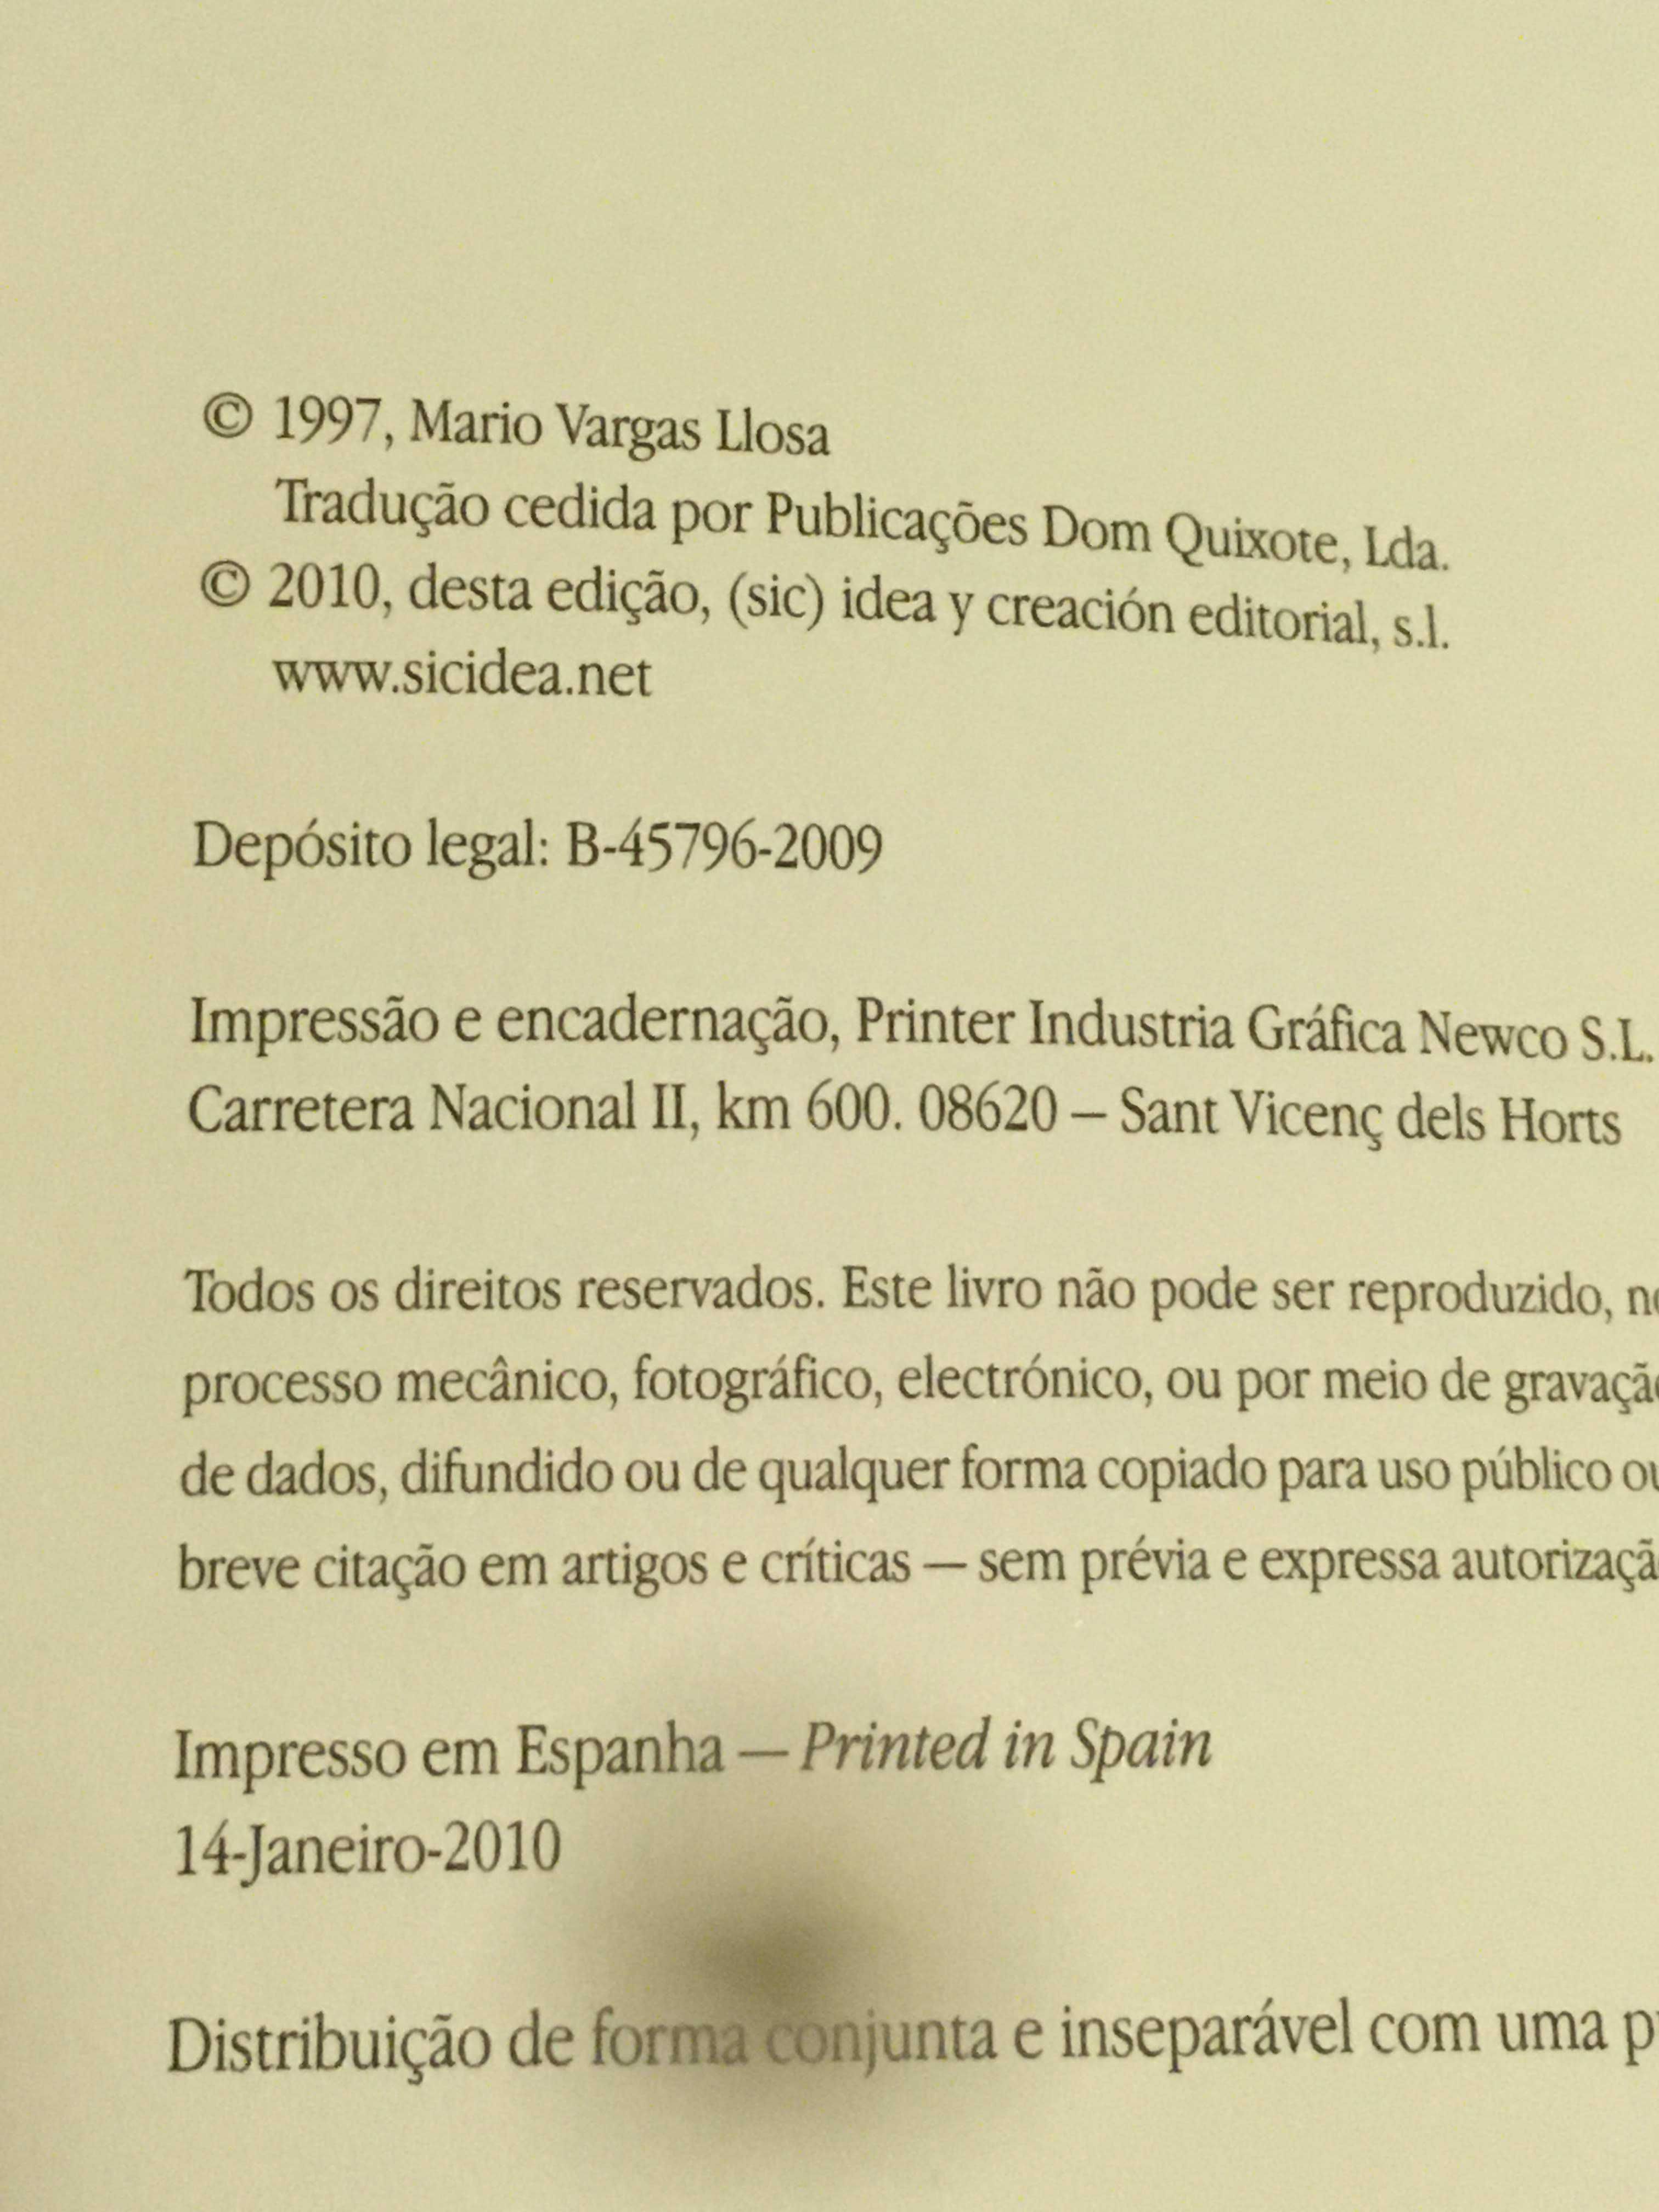 © 1997, Mario Vargas Llosa
Tradução cedida por Publicações Dom Quixote, Lda.
© 2010, desta edição, (sic) idea y creación editorial, s.l.
www.sicidea.net
Depósito legal: B-45796-2009
Impressão e encadernação, Printer Industria Gráfica Newco S.L.
Carretera Nacional II, km 600. 08620 – Sant Vicenç dels Horts
Todos os direitos reservados. Este livro não pode ser reproduzido,
processo mecânico, fotográfico, electrónico, ou por meio de
de dados, difundido ou de qualquer forma copiado para uso público
breve citação em artigos e críticas — sem prévia e expressa
Impresso em Espanha — Printed in Spain
14-Janeiro-2010
Distribuição de forma conjunta e inseparável com uma